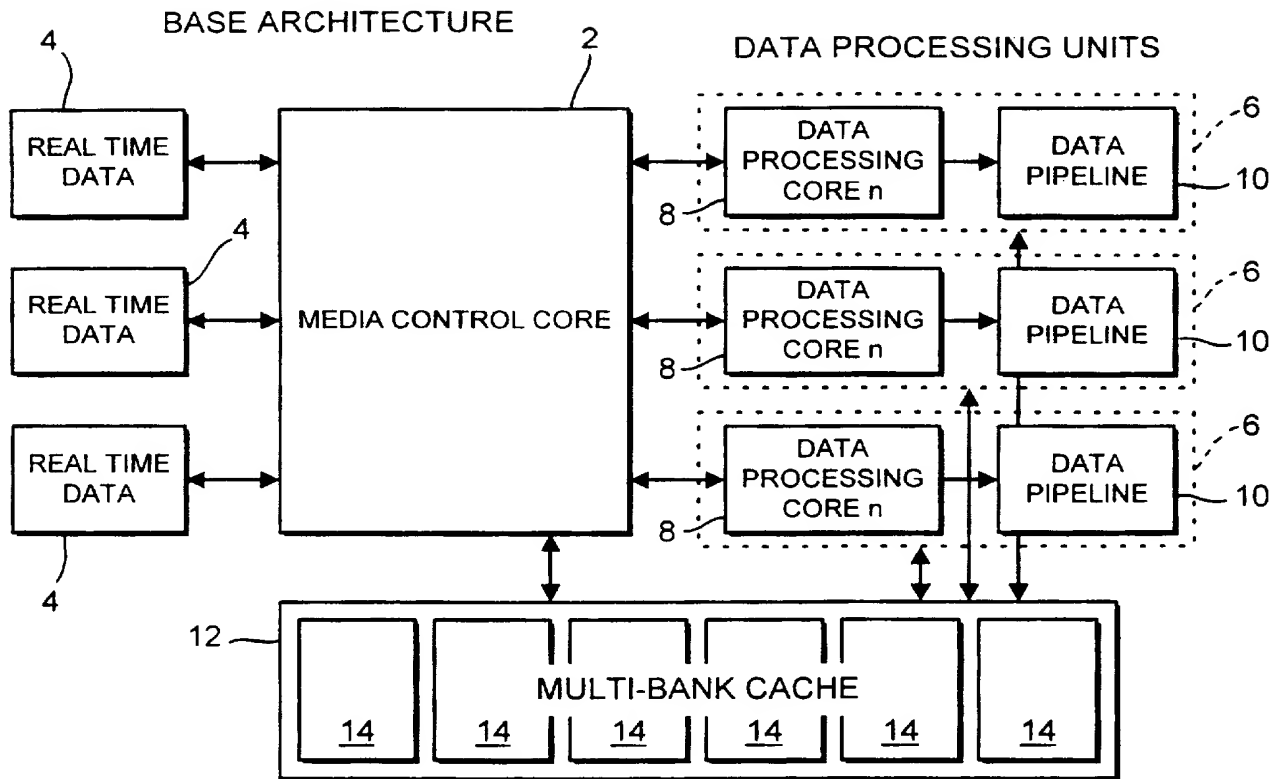 BASE ARCHITECTURE
DATA PROCESSING UNITS
4
2
REAL TIME
DATA
DATA
PROCESSING
CORE n
DATA
PIPELINE
6
8
10
4
REAL TIME
DATA
MEDIA CONTROL CORE
DATA
PROCESSING
CORE n
DATA
PIPELINE
6
8
10
REAL TIME
DATA
4
DATA
PROCESSING
CORE n
DATA
PIPELINE
6
8
10
12
MULTI-BANK CACHE
14 14 14 14 14 14